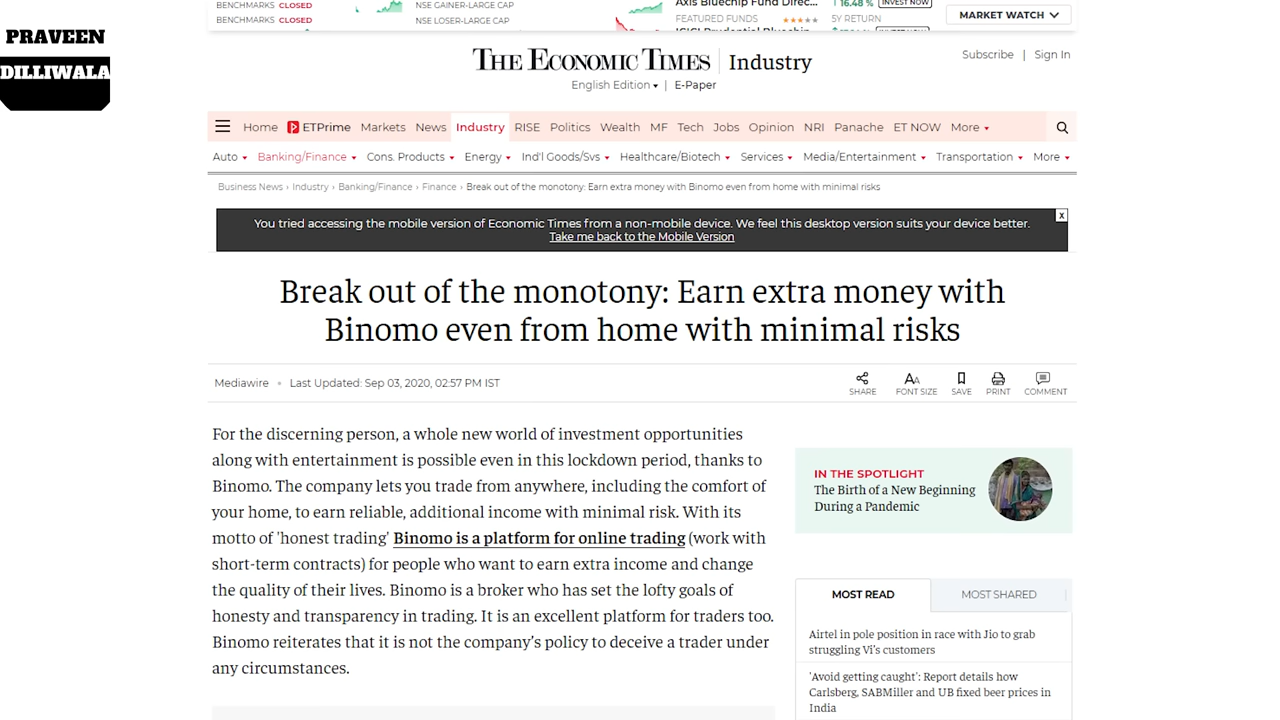 BENCHMARKS CLOSED
NSE GAINER-LARGE CAP
Axis Bluechip Fund Direc...
16.48 %
INVEST NOW
BENCHMARKS CLOSED
NSE LOSER-LARGE CAP
FEATURED FUNDS
★★★★★
5Y RETURN
MARKET WATCH
ICICI Prudential Bluechip
PRAVEEN
DILLIWALA
THE ECONOMIC TIMES | Industry
Subscribe | Sign In
English Edition | E-Paper
Home ETPrime Markets News Industry RISE Politics Wealth MF Tech Jobs Opinion NRI Panache ET NOW More
Auto Banking/Finance Cons. Products Energy Ind'l Goods/Svs Healthcare/Biotech Services Media/Entertainment Transportation More
Business News › Industry › Banking/Finance › Finance › Break out of the monotony: Earn extra money with Binomo even from home with minimal risks
You tried accessing the mobile version of Economic Times from a non-mobile device. We feel this desktop version suits your device better.
Take me back to the Mobile Version
X
Break out of the monotony: Earn extra money with
Binomo even from home with minimal risks
Mediawire • Last Updated: Sep 03, 2020, 02:57 PM IST
SHARE FONT SIZE SAVE PRINT COMMENT
For the discerning person, a whole new world of investment opportunities
along with entertainment is possible even in this lockdown period, thanks to
Binomo. The company lets you trade from anywhere, including the comfort of
your home, to earn reliable, additional income with minimal risk. With its
motto of 'honest trading' Binomo is a platform for online trading (work with
short-term contracts) for people who want to earn extra income and change
the quality of their lives. Binomo is a broker who has set the lofty goals of
honesty and transparency in trading. It is an excellent platform for traders too.
Binomo reiterates that it is not the company's policy to deceive a trader under
any circumstances.
IN THE SPOTLIGHT
The Birth of a New Beginning
During a Pandemic
MOST READ MOST SHARED
Airtel in pole position in race with Jio to grab
struggling Vi's customers
'Avoid getting caught': Report details how
Carlsberg, SABMiller and UB fixed beer prices in
India